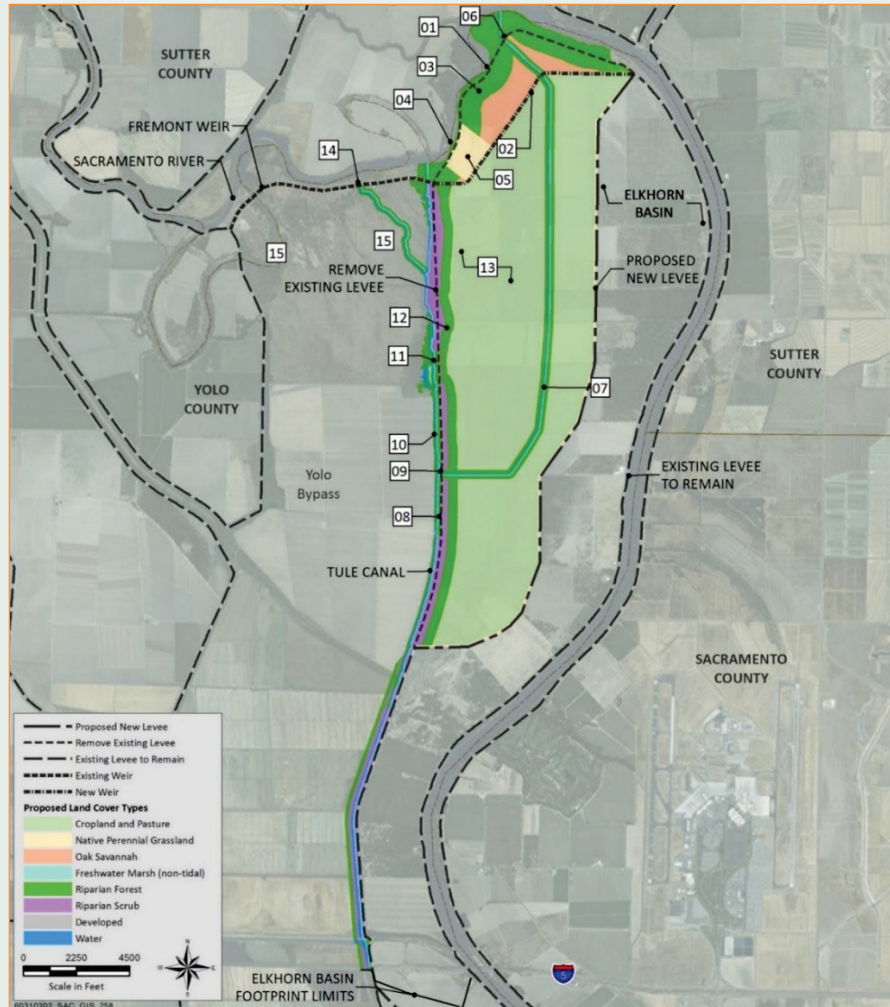 06
01
SUTTER
COUNTY
03
04
FREMONT WEIR
14
02
SACRAMENTO RIVER
05
ELKHORN
BASIN
15
15
13
PROPOSED
NEW LEVEE
REMOVE
EXISTING LEVEE
12
SUTTER
COUNTY
11
YOLO
COUNTY
07
10
EXISTING LEVEE
TO REMAIN
09
Yolo
Bypass
08
TULE CANAL
SACRAMENTO
COUNTY
Proposed New Levee
Remove Existing Levee
Existing Levee to Remain
Existing Weir
New Weir
Proposed Land Cover Types
Cropland and Pasture
Native Perennial Grassland
Oak Savannah
Freshwater Marsh (non-tidal)
Riparian Forest
Riparian Scrub
Developed
Water
0 2250 4500
Scale in Feet
N
W E
S
ELKHORN BASIN
FOOTPRINT LIMITS
5
60310302_SAC_GIS_258